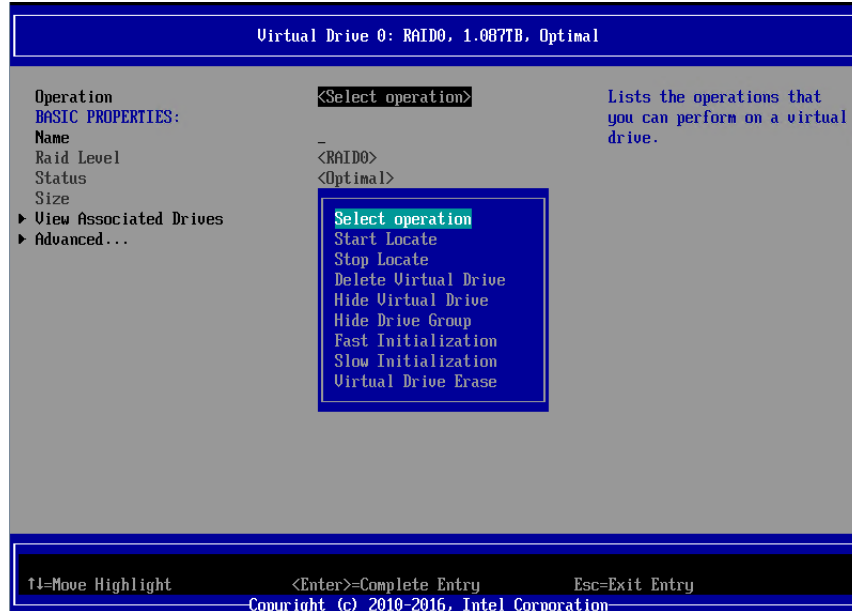 Virtual Drive 0: RAID0, 1.087TB, Optimal
Operation <Select operation>
BASIC PROPERTIES:
Name _
Raid Level <RAID0>
Status <Optimal>
Size
▶ View Associated Drives
▶ Advanced...
Select operation
Start Locate
Stop Locate
Delete Virtual Drive
Hide Virtual Drive
Hide Drive Group
Fast Initialization
Slow Initialization
Virtual Drive Erase
Lists the operations that
you can perform on a virtual
drive.
↑↓=Move Highlight <Enter>=Complete Entry Esc=Exit Entry
Copyright (c) 2010-2016, Intel Corporation